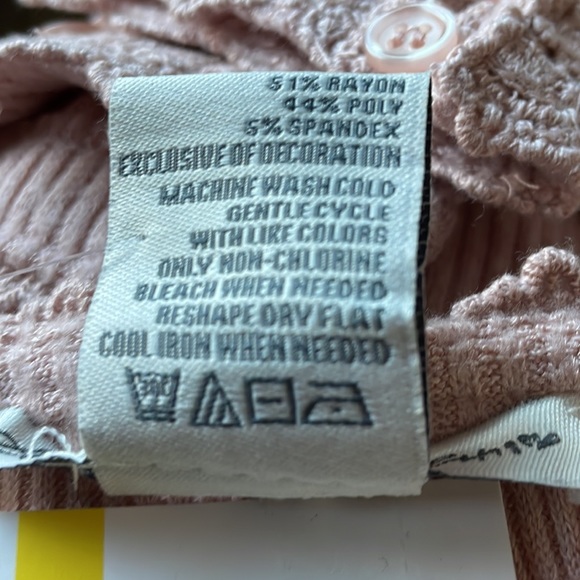 51% RAYON
44% POLY
5% SPANDEX
EXCLUSIVE OF DECORATION
MACHINE WASH COLD
GENTLE CYCLE
WITH LIKE COLORS
ONLY NON-CHLORINE
BLEACH WHEN NEEDED
RESHAPE DRY FLAT
COOL IRON WHEN NEEDED